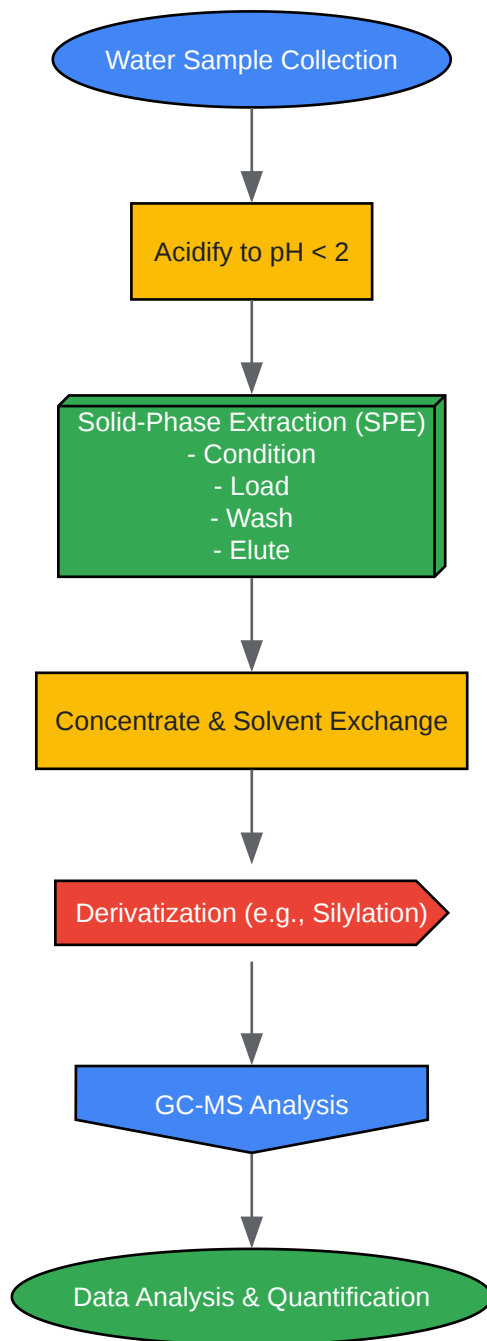 Water Sample Collection
Acidify to pH < 2
Solid-Phase Extraction (SPE)
- Condition
- Load
- Wash
- Elute
Concentrate & Solvent Exchange
Derivatization (e.g., Silylation)
GC-MS Analysis
Data Analysis & Quantification